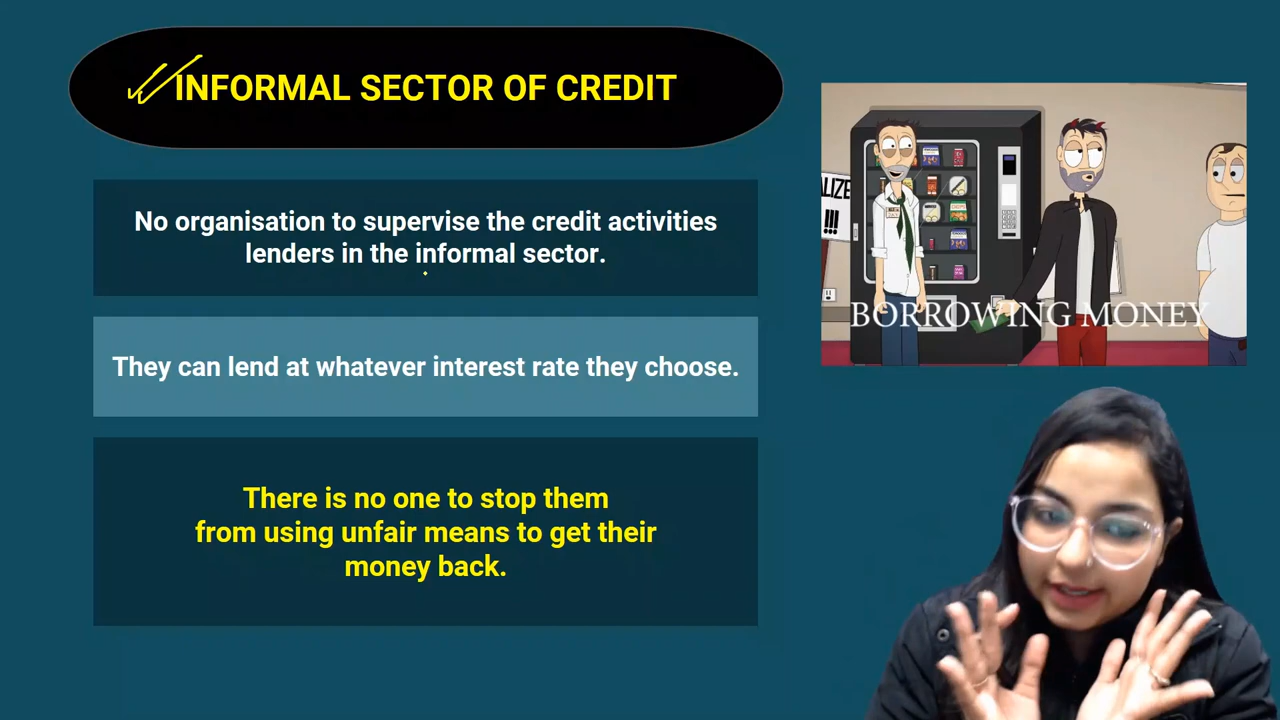 INFORMAL SECTOR OF CREDIT
No organisation to supervise the credit activities
lenders in the informal sector.
They can lend at whatever interest rate they choose.
There is no one to stop them
from using unfair means to get their
money back.
ALIZE
!!!
BORROWING MONEY